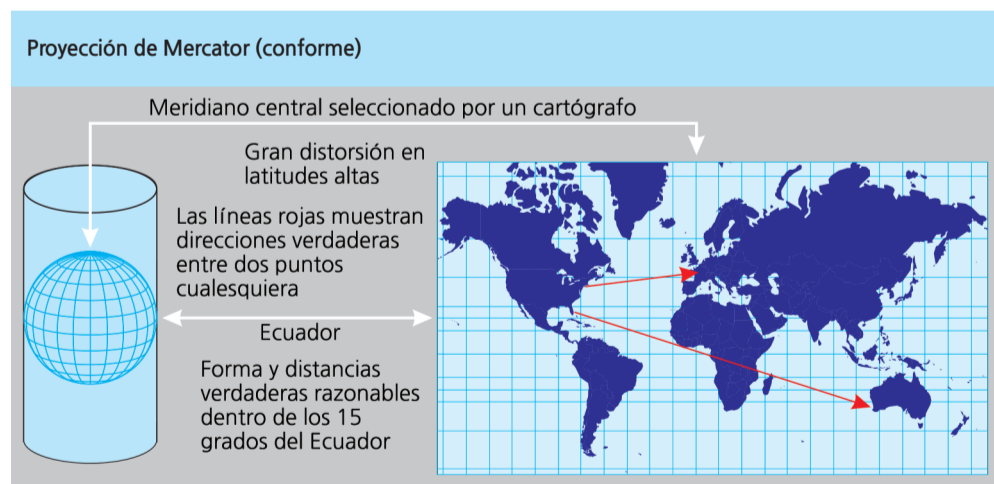 Proyección de Mercator (conforme)
Meridiano central seleccionado por un cartógrafo
Gran distorsión en
latitudes altas
Las líneas rojas muestran
direcciones verdaderas
entre dos puntos
cualesquiera
Ecuador
Forma y distancias
verdaderas razonables
dentro de los 15
grados del Ecuador